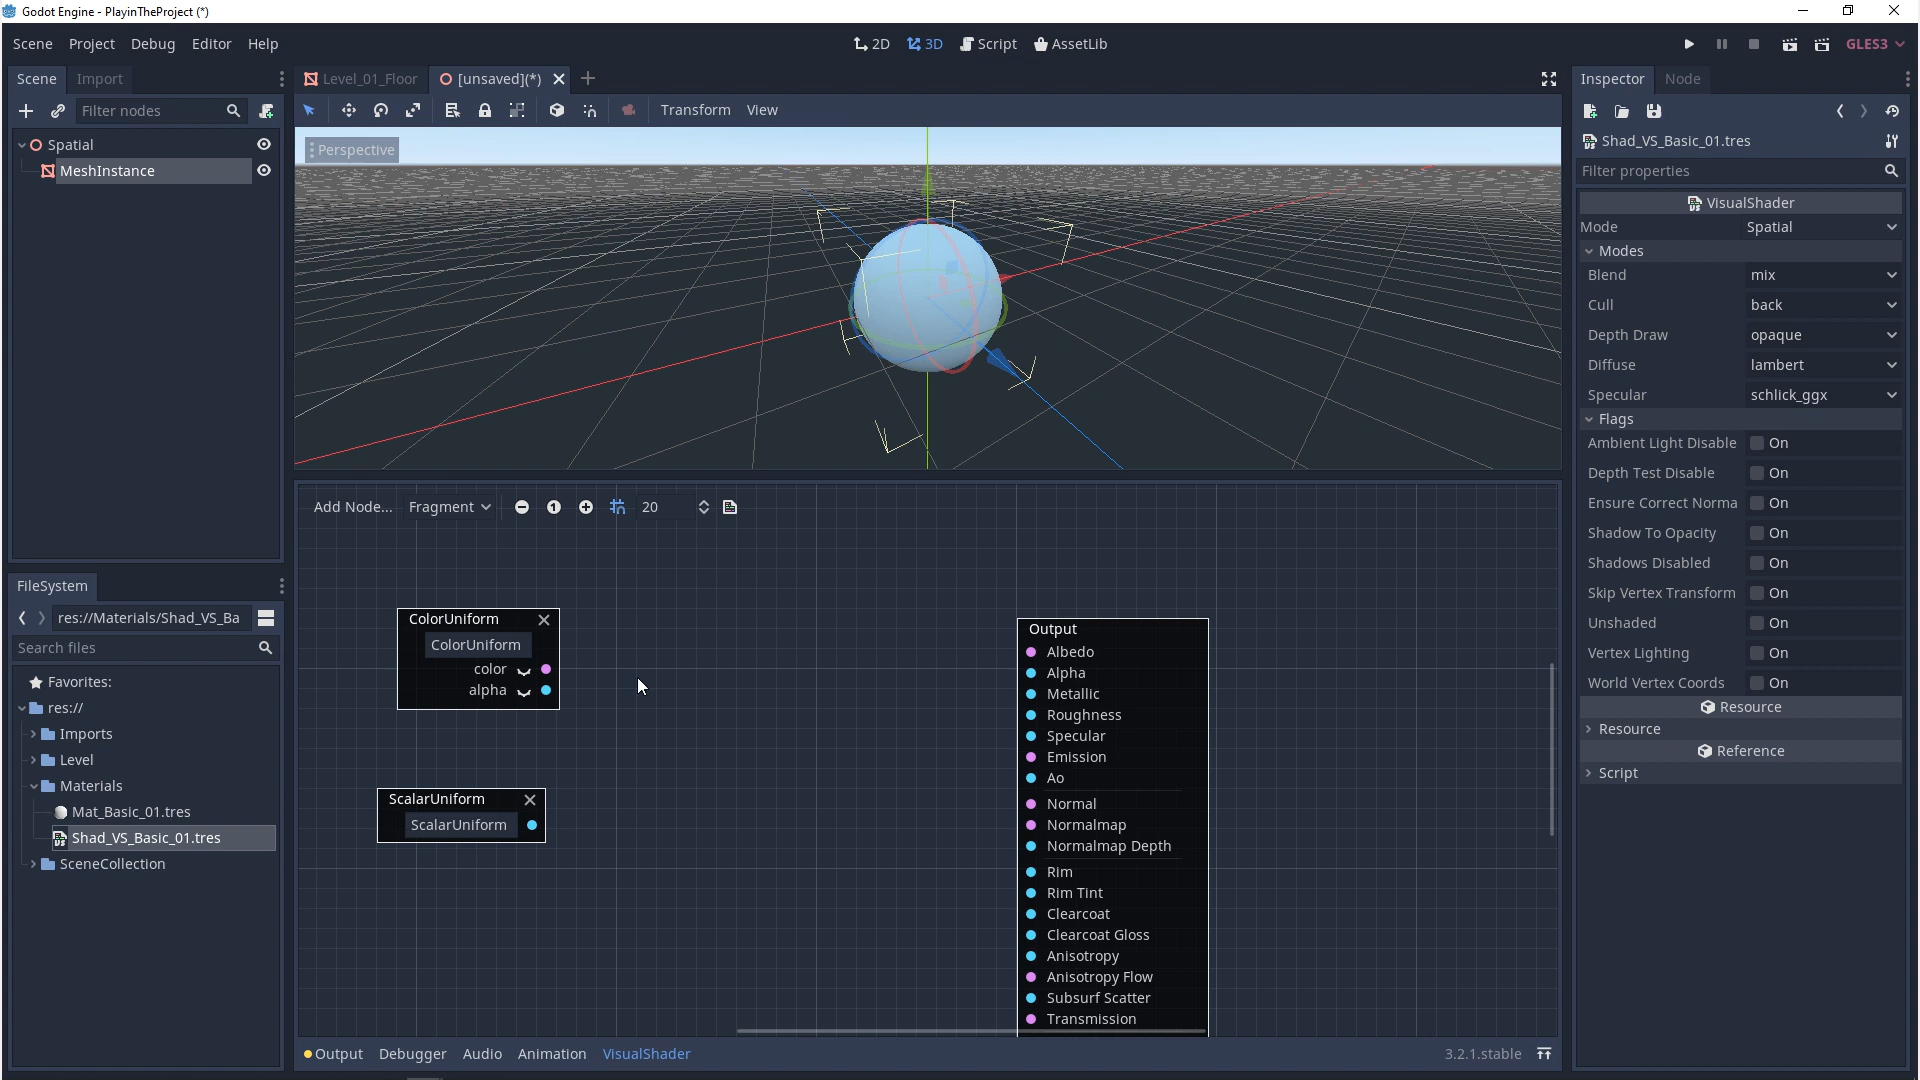 Godot Engine - PlayinTheProject (*)
Scene Project Debug Editor Help
2D 3D Script AssetLib
GLES3
Scene Import
Filter nodes
Spatial
MeshInstance
Level_01_Floor [unsaved](*)
Transform View
Perspective
Add Node... Fragment 1 20
ColorUniform
ColorUniform
color
alpha
ScalarUniform
ScalarUniform
Output
Albedo
Alpha
Metallic
Roughness
Specular
Emission
Ao
Normal
Normalmap
Normalmap Depth
Rim
Rim Tint
Clearcoat
Clearcoat Gloss
Anisotropy
Anisotropy Flow
Subsurf Scatter
Transmission
Output Debugger Audio Animation VisualShader
3.2.1.stable
FileSystem
res://Materials/Shad_VS_Ba
Search files
Favorites:
res://
Imports
Level
Materials
Mat_Basic_01.tres
Shad_VS_Basic_01.tres
SceneCollection
Inspector Node
Shad_VS_Basic_01.tres
Filter properties
VisualShader
Mode Spatial
Modes
Blend mix
Cull back
Depth Draw opaque
Diffuse lambert
Specular schlick_ggx
Flags
Ambient Light Disable On
Depth Test Disable On
Ensure Correct Norma On
Shadow To Opacity On
Shadows Disabled On
Skip Vertex Transform On
Unshaded On
Vertex Lighting On
World Vertex Coords On
Resource
Resource
Reference
Script